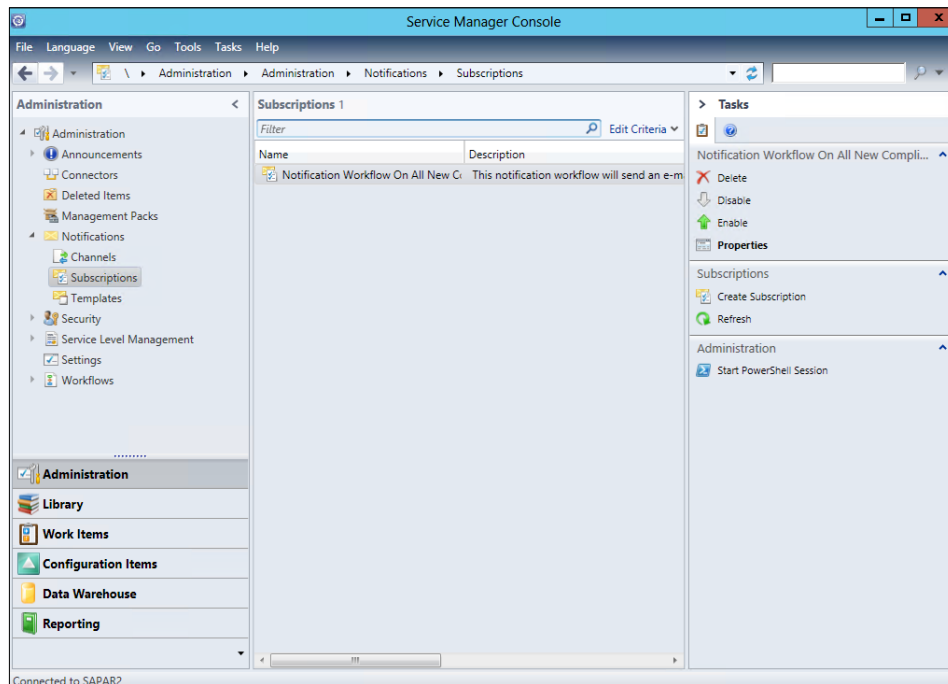 Service Manager Console
File Language View Go Tools Tasks Help
\ Administration Administration Notifications Subscriptions
Administration <
Subscriptions 1
> Tasks
Filter
Edit Criteria
Name Description
Notification Workflow On All New Co This notification workflow will send an e-m
Administration
Announcements
Connectors
Deleted Items
Management Packs
Notifications
Channels
Subscriptions
Templates
Security
Service Level Management
Settings
Workflows
Administration
Library
Work Items
Configuration Items
Data Warehouse
Reporting
Notification Workflow On All New Compli...
Delete
Disable
Enable
Properties
Subscriptions
Create Subscription
Refresh
Administration
Start PowerShell Session
Connected to SAPAR2